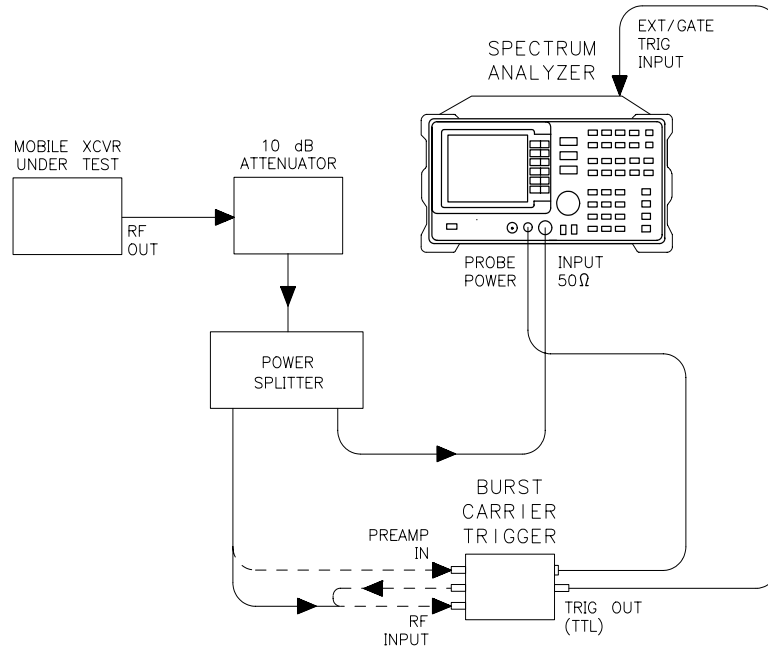 EXT/GATE
TRIG
INPUT
SPECTRUM
ANALYZER
MOBILE XCVR
UNDER TEST
10 dB
ATTENUATOR
RF
OUT
PROBE
POWER
INPUT
50Ω
POWER
SPLITTER
BURST
CARRIER
TRIGGER
PREAMP
IN
RF
INPUT
TRIG OUT
(TTL)